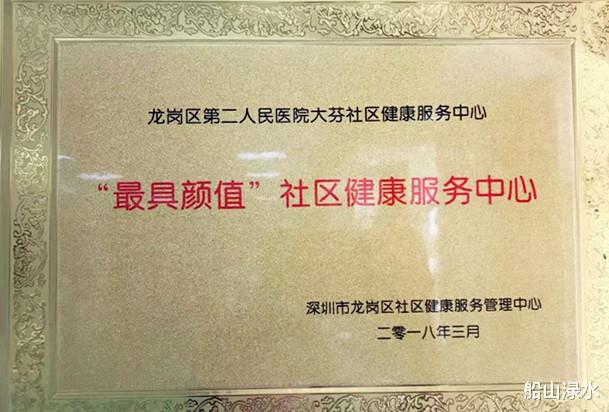 龙岗区第二人民医院大芬社区健康服务中心
“最具颜值”社区健康服务中心
深圳市龙岗区社区健康服务管理中心
二零一八年三月
船山渌水